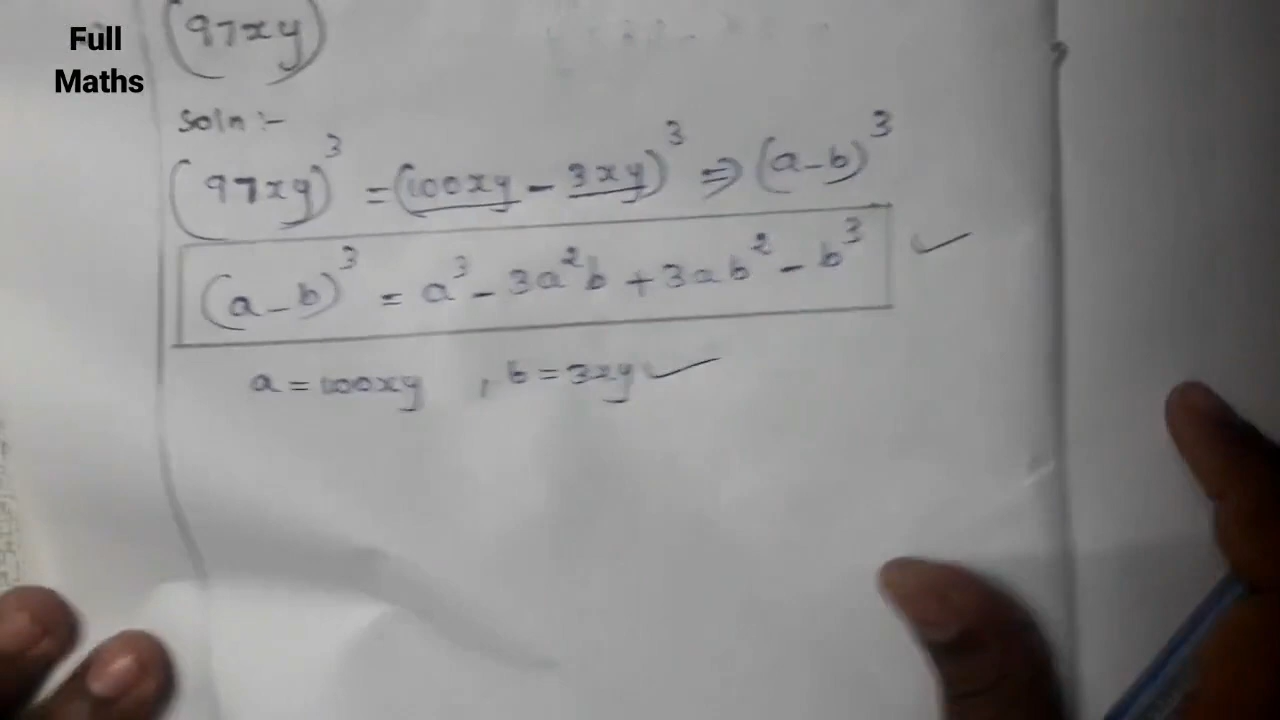 Full
Maths
(97xy)
Soln :-
(97xy)³ = (100xy - 3xy)³ ⇒ (a-b)³
(a-b)³ = a³ - 3a²b + 3ab² - b³ ✓
a = 100xy , b = 3xy ✓